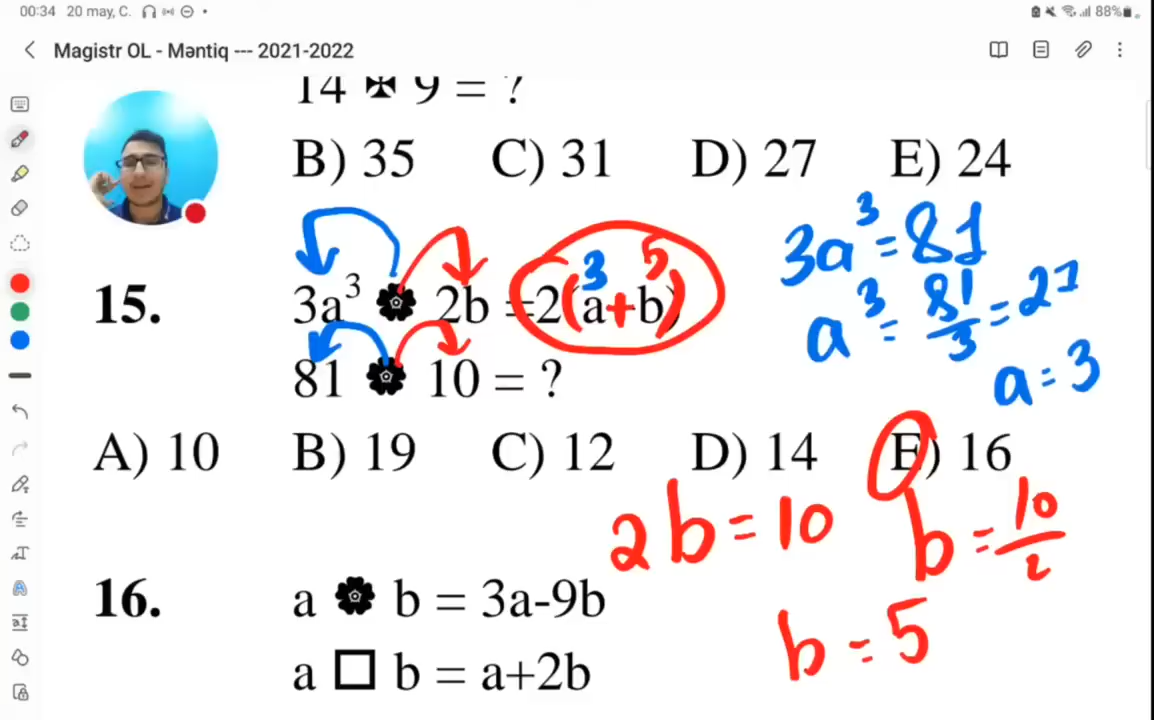 00:34 20 may, C. 88%
Magistr OL - Məntiq --- 2021-2022
14 ✠ 9 = ?
B) 35 C) 31 D) 27 E) 24
3a³ = 81
15. 3a³ ❁ 2b = 2(a+b)
3 5
a³ = 81/3 = 27
81 ❁ 10 = ?
a = 3
A) 10 B) 19 C) 12 D) 14 E) 16
2b = 10 b = 10/2
16. a ❁ b = 3a-9b
b = 5
a □ b = a+2b